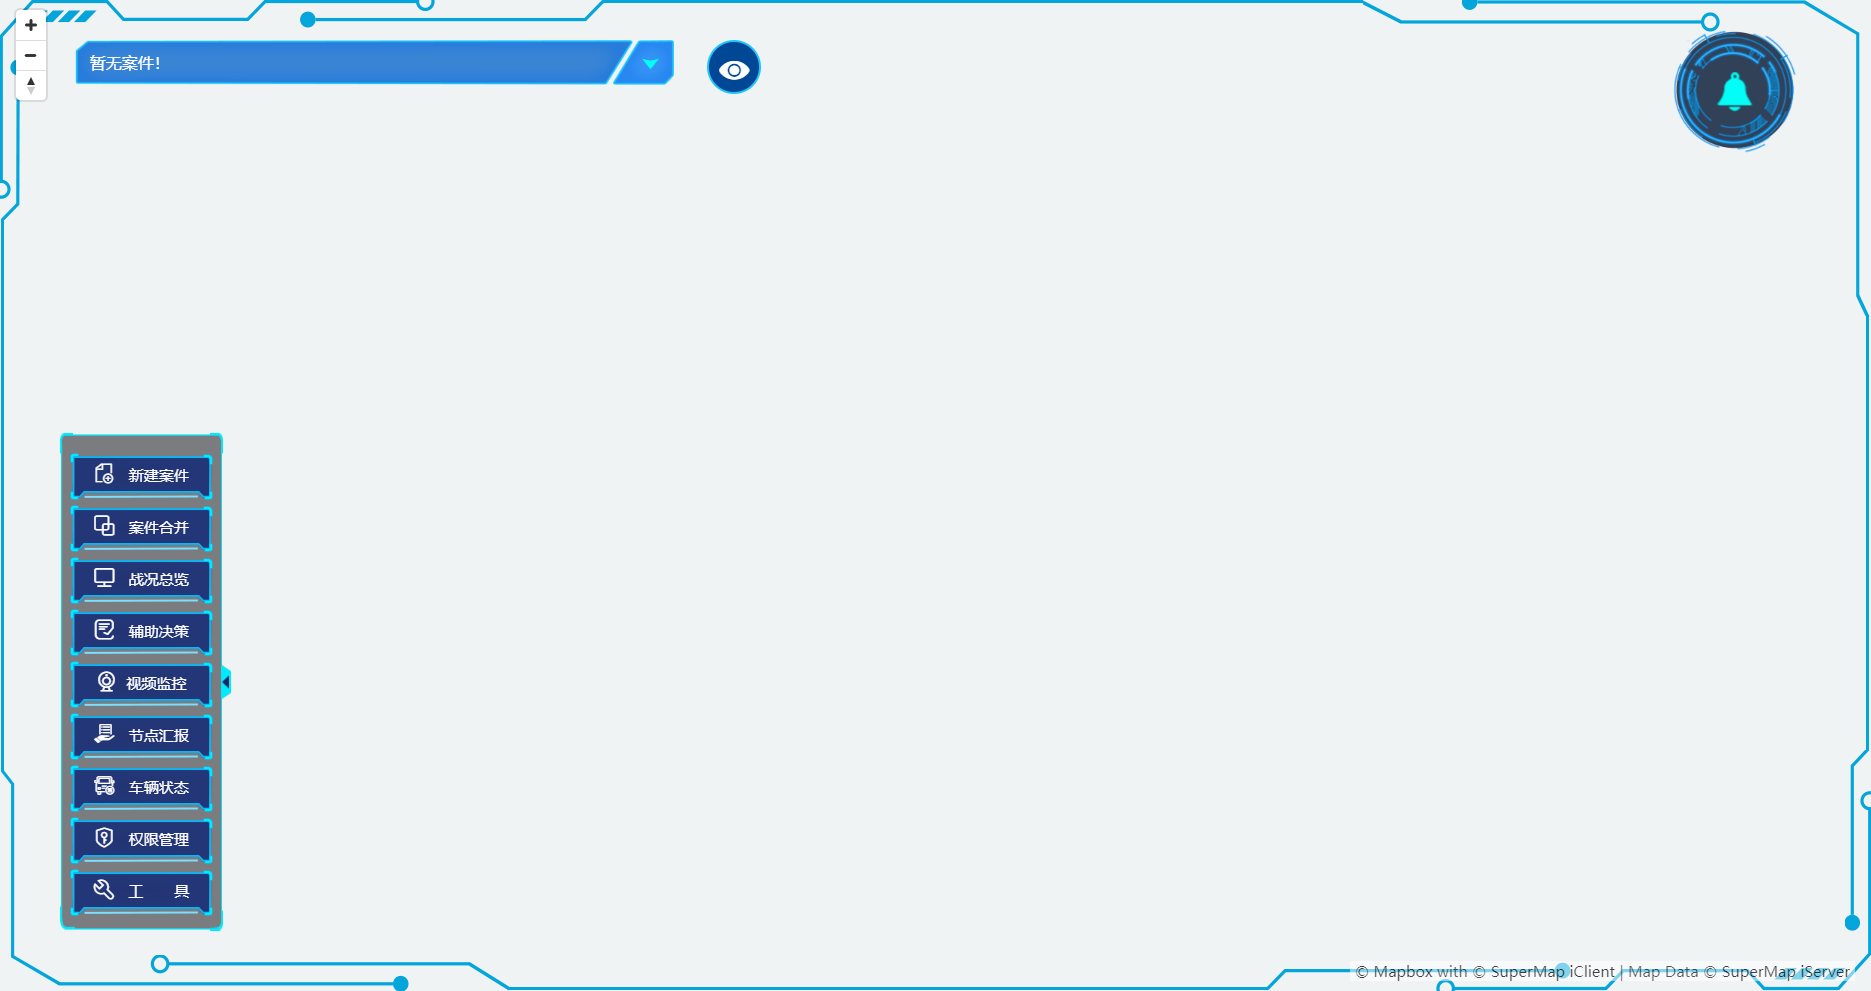 暂无案件!
新建案件
案件合并
战况总览
辅助决策
视频监控
节点汇报
车辆状态
权限管理
工 具
© Mapbox with © SuperMap iClient | Map Data © SuperMap iServer